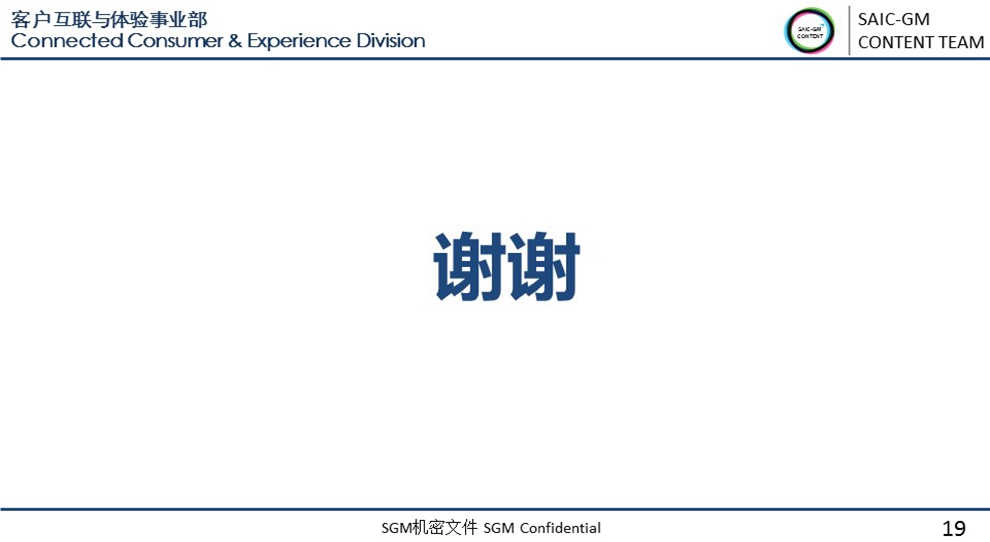 客户互联与体验事业部
Connected Consumer & Experience Division
SAIC-GM
CONTENT
SAIC-GM
CONTENT TEAM
谢谢
SGM机密文件 SGM Confidential
19